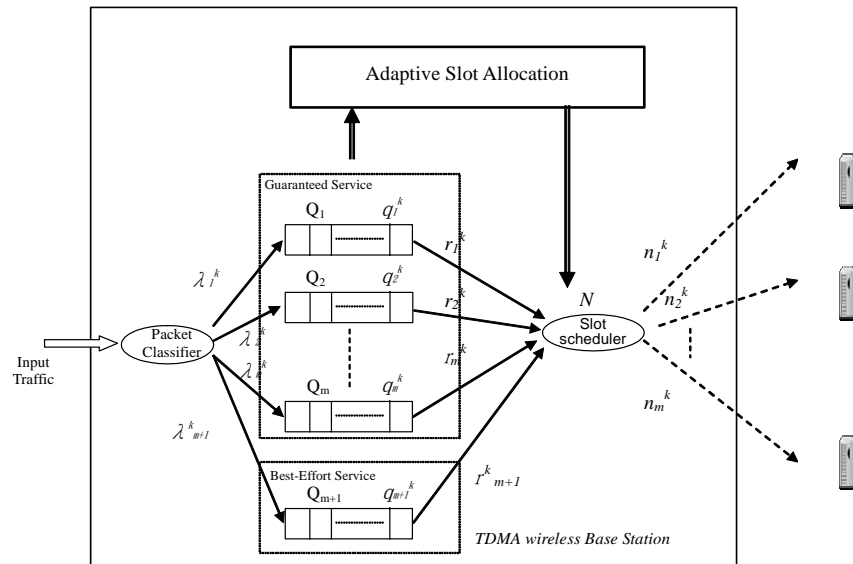 Adaptive Slot Allocation
Guaranteed Service
Q₁ q₁ᵏ
λ₁ᵏ
r₁ᵏ
Q₂ q₂ᵏ
λ₂ᵏ
r₂ᵏ
N
n₁ᵏ
n₂ᵏ
Packet
Classifier
Slot
scheduler
Input
Traffic
λₘᵏ
Qₘ qₘᵏ
rₘᵏ
nₘᵏ
λᵏₘ₊₁
Best-Effort Service
Qₘ₊₁ qₘ₊₁ᵏ
rᵏₘ₊₁
TDMA wireless Base Station